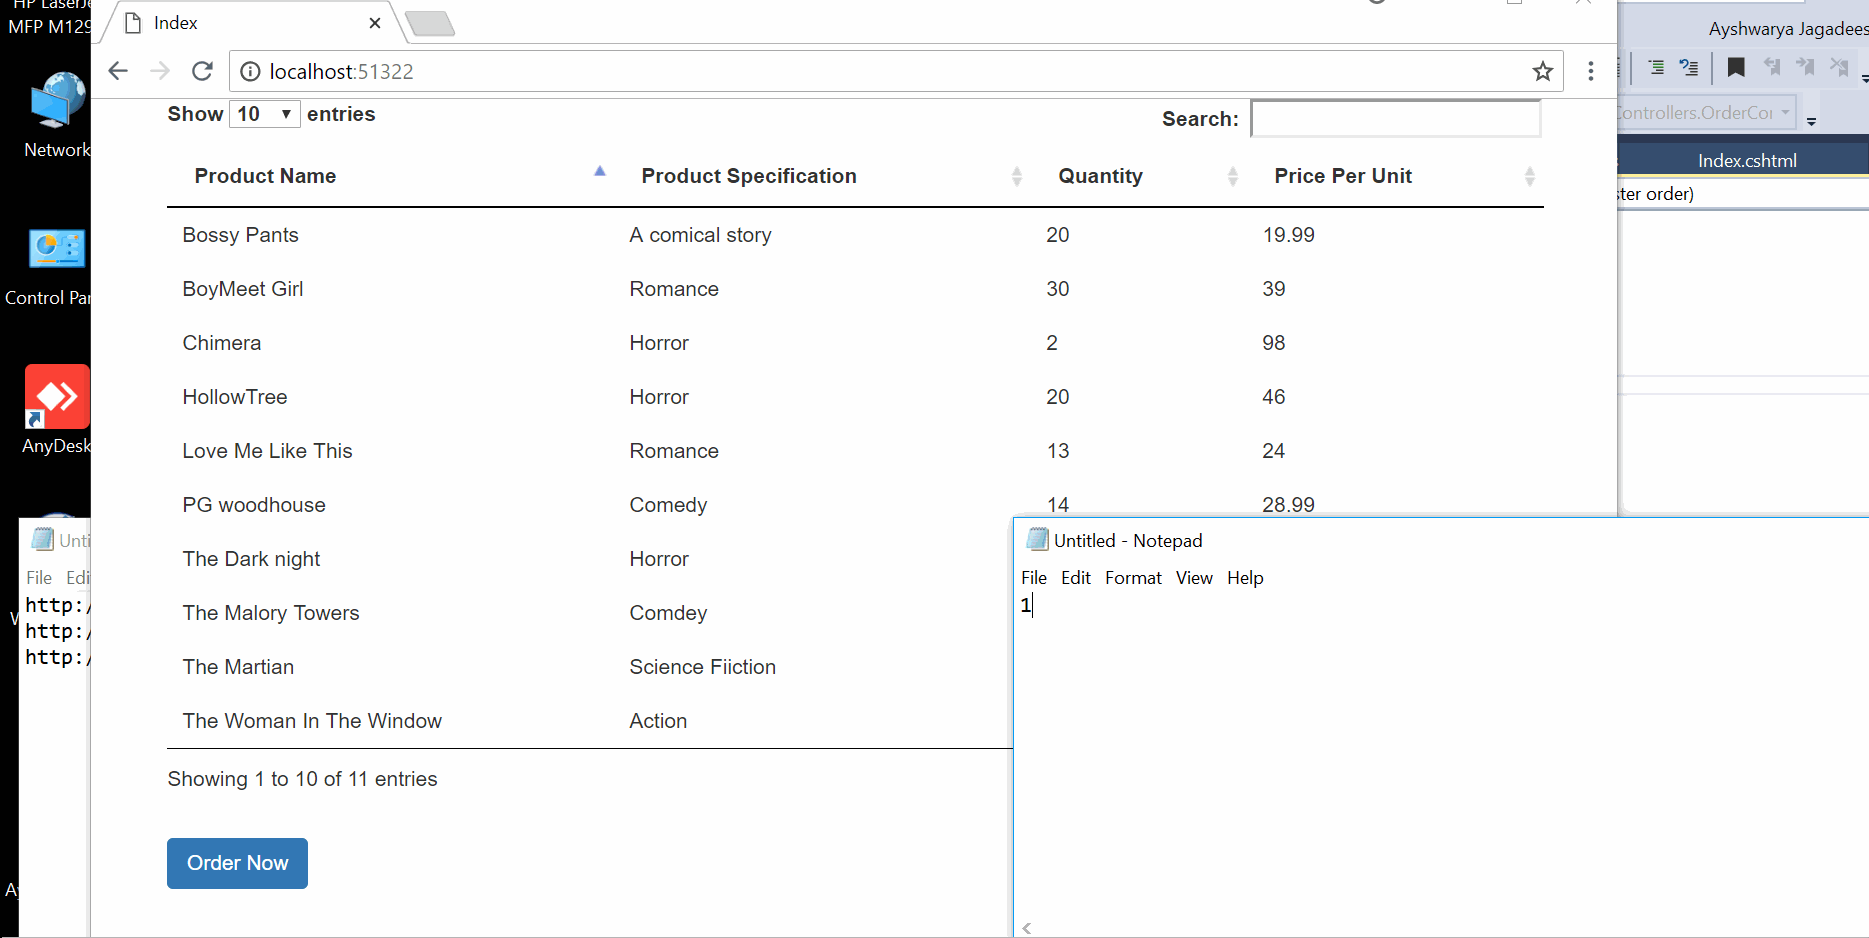 HP LaserJe
MFP M129
Network
Control Par
AnyDesk
Index
localhost:51322
Ayshwarya Jagadees
Controllers.OrderCor
Index.cshtml
ster order)
Show 10 entries
Search:
Product Name Product Specification Quantity Price Per Unit
Bossy Pants A comical story 20 19.99
BoyMeet Girl Romance 30 39
Chimera Horror 2 98
HollowTree Horror 20 46
Love Me Like This Romance 13 24
PG woodhouse Comedy 14 28.99
The Dark night Horror
The Malory Towers Comdey
The Martian Science Fiiction
The Woman In The Window Action
Showing 1 to 10 of 11 entries
Order Now
Unti
File Edi
http:/
http:/
http:/
Untitled - Notepad
File Edit Format View Help
1